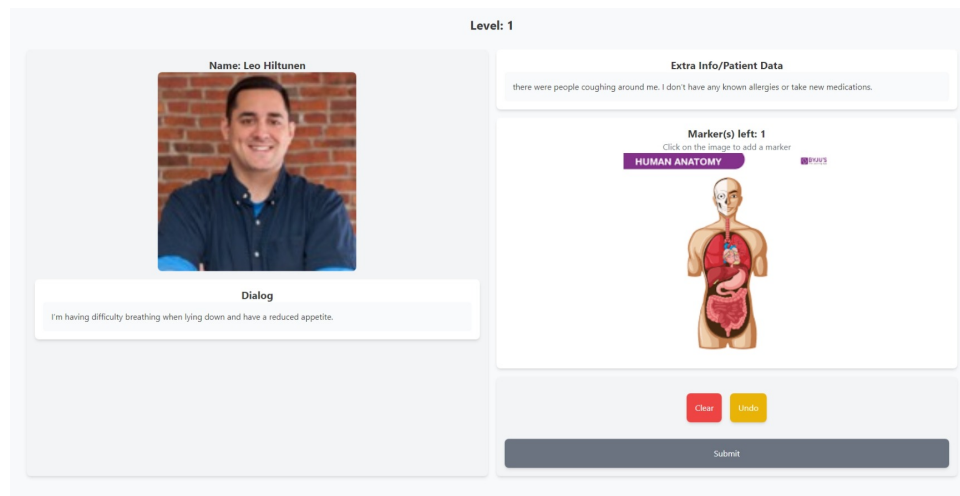 Level: 1
Name: Leo Hiltunen
Dialog
I'm having difficulty breathing when lying down and have a reduced appetite.
Extra Info/Patient Data
there were people coughing around me. I don't have any known allergies or take new medications.
Marker(s) left: 1
Click on the image to add a marker
HUMAN ANATOMY
BYJU'S
Clear
Undo
Submit